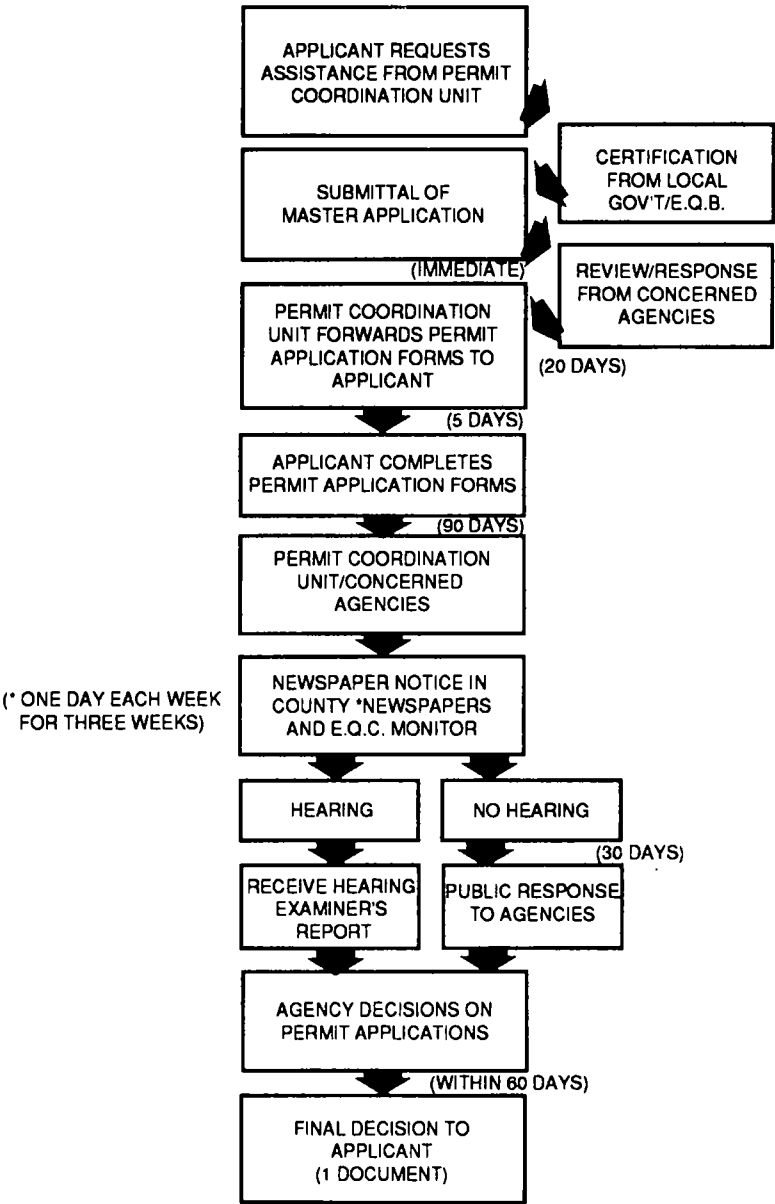 APPLICANT REQUESTS
ASSISTANCE FROM PERMIT
COORDINATION UNIT
CERTIFICATION
FROM LOCAL
GOV'T/E.Q.B.
SUBMITTAL OF
MASTER APPLICATION
(IMMEDIATE)
REVIEW/RESPONSE
FROM CONCERNED
AGENCIES
(20 DAYS)
PERMIT COORDINATION
UNIT FORWARDS PERMIT
APPLICATION FORMS TO
APPLICANT
(5 DAYS)
APPLICANT COMPLETES
PERMIT APPLICATION FORMS
(90 DAYS)
PERMIT COORDINATION
UNIT/CONCERNED
AGENCIES
(* ONE DAY EACH WEEK
FOR THREE WEEKS)
NEWSPAPER NOTICE IN
COUNTY *NEWSPAPERS
AND E.Q.C. MONITOR
HEARING
NO HEARING
(30 DAYS)
RECEIVE HEARING
EXAMINER'S
REPORT
PUBLIC RESPONSE
TO AGENCIES
AGENCY DECISIONS ON
PERMIT APPLICATIONS
(WITHIN 60 DAYS)
FINAL DECISION TO
APPLICANT
(1 DOCUMENT)